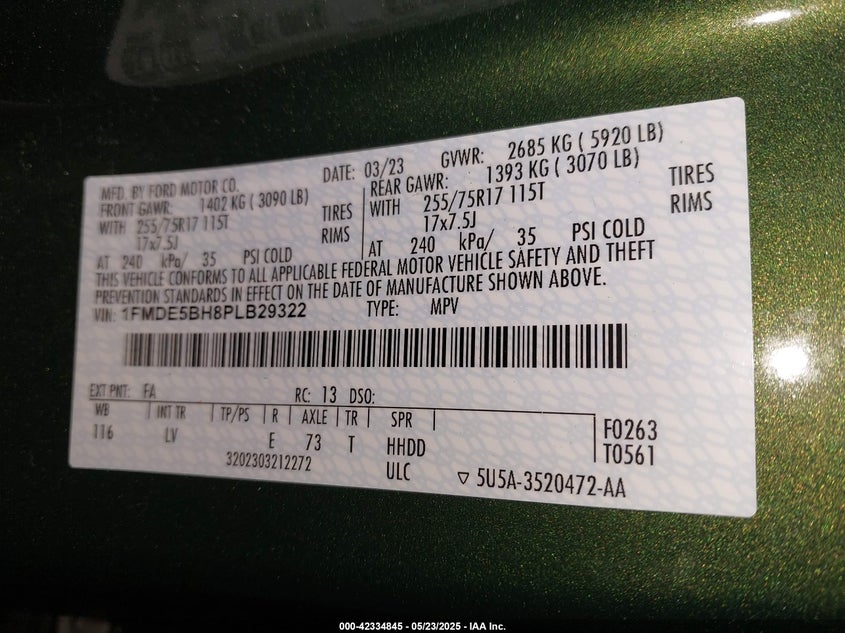 MFD. BY FORD MOTOR CO. DATE: 03/23 GVWR: 2685 KG ( 5920 LB)
FRONT GAWR: 1402 KG ( 3090 LB) REAR GAWR: 1393 KG ( 3070 LB)
WITH 255/75R17 115T TIRES WITH 255/75R17 115T TIRES
17x7.5J RIMS 17x7.5J RIMS
AT 240 kPa/ 35 PSI COLD AT 240 kPa/ 35 PSI COLD
THIS VEHICLE CONFORMS TO ALL APPLICABLE FEDERAL MOTOR VEHICLE SAFETY AND THEFT
PREVENTION STANDARDS IN EFFECT ON THE DATE OF MANUFACTURE SHOWN ABOVE.
VIN: 1FMDE5BH8PLB29322 TYPE: MPV
EXT PNT: FA RC: 13 DSO:
WB INT TR TP/PS R AXLE TR SPR F0263
116 LV E 73 T HHDD T0561
3202303212272 ULC ▽ 5U5A-3520472-AA
000-42334845 - 05/23/2025 - IAA Inc.